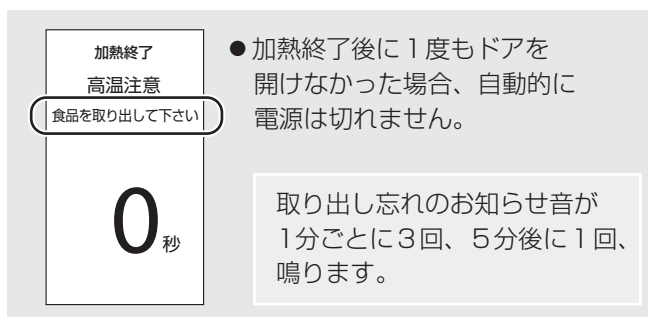 加熱終了
高温注意
食品を取り出して下さい
0秒
●加熱終了後に1度もドアを
開けなかった場合、自動的に
電源は切れません。
取り出し忘れのお知らせ音が
1分ごとに3回、5分後に1回、
鳴ります。